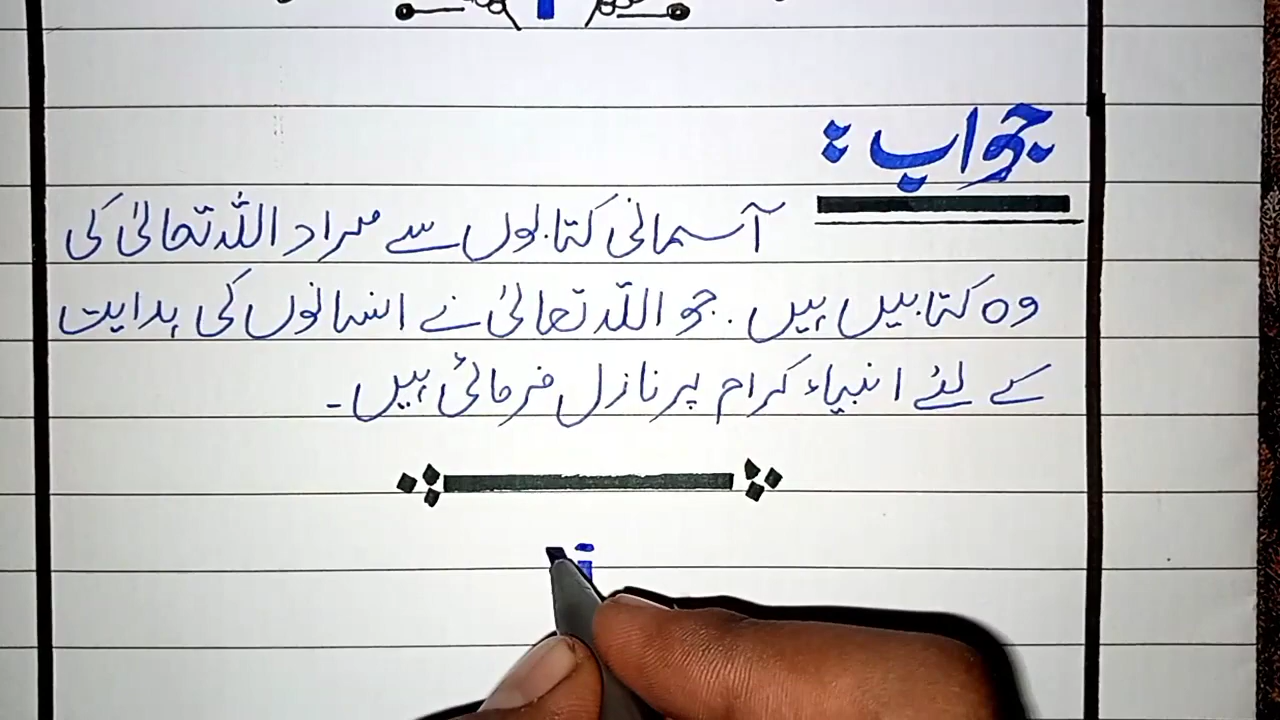 جواب :
آسمانی کتابوں سے مراد اللہ تعالیٰ کی
وہ کتابیں ہیں . جو اللہ تعالیٰ نے انسانوں کی ہدایت
کے لئے انبیاء کرام پر نازل فرمائی ہیں ۔